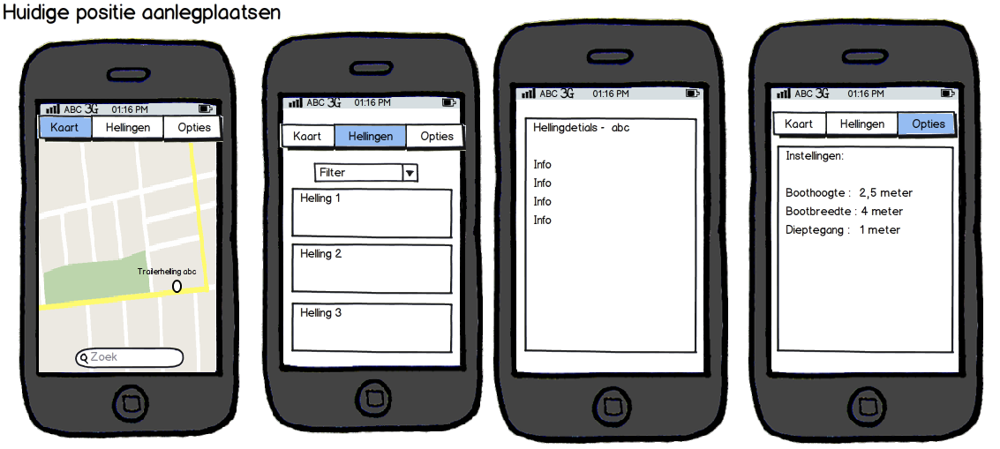 Huidige positie aanlegplaatsen
ABC 3G 01:16 PM
Kaart Hellingen Opties
Trailerhelling abc
Zoek
ABC 3G 01:16 PM
Kaart Hellingen Opties
Filter
Helling 1
Helling 2
Helling 3
ABC 3G 01:16 PM
Hellingdetials - abc
Info
Info
Info
Info
ABC 3G 01:16 PM
Kaart Hellingen Opties
Instellingen:
Boothoogte : 2,5 meter
Bootbreedte : 4 meter
Dieptegang : 1 meter